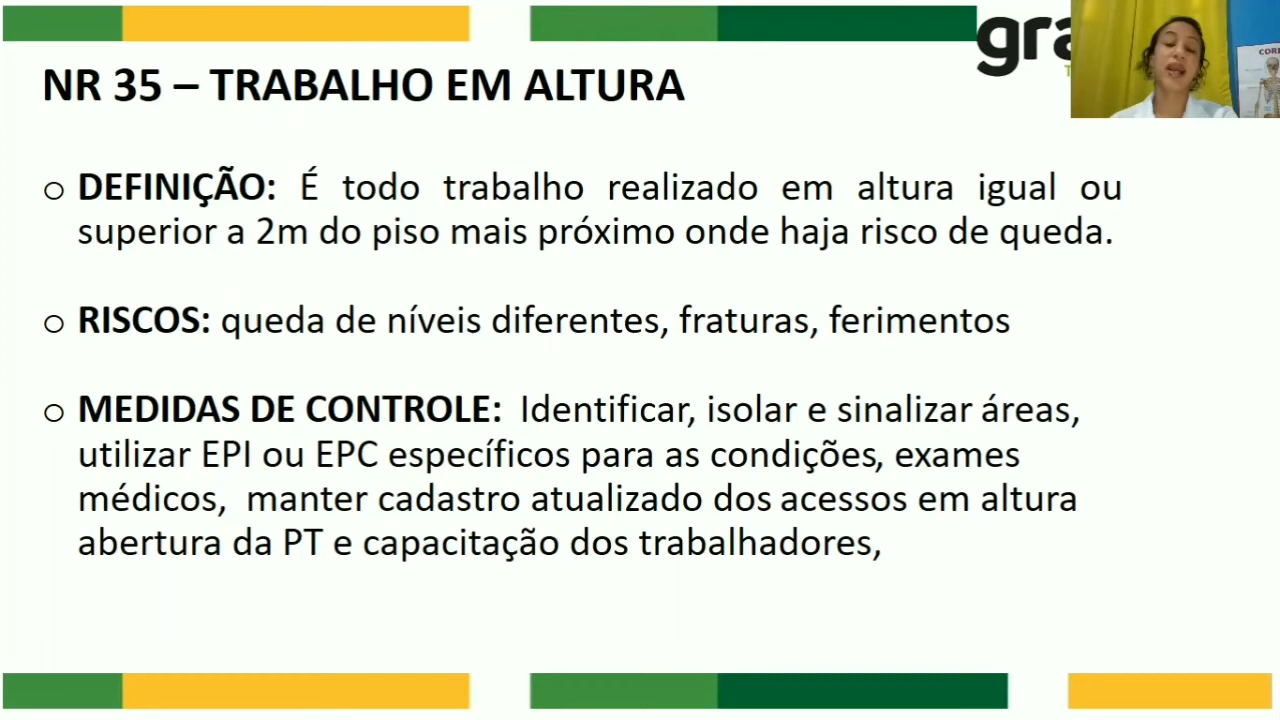 gra
NR 35 – TRABALHO EM ALTURA
○ DEFINIÇÃO: É todo trabalho realizado em altura igual ou
superior a 2m do piso mais próximo onde haja risco de queda.
○ RISCOS: queda de níveis diferentes, fraturas, ferimentos
○ MEDIDAS DE CONTROLE: Identificar, isolar e sinalizar áreas,
utilizar EPI ou EPC específicos para as condições, exames
médicos, manter cadastro atualizado dos acessos em altura
abertura da PT e capacitação dos trabalhadores,